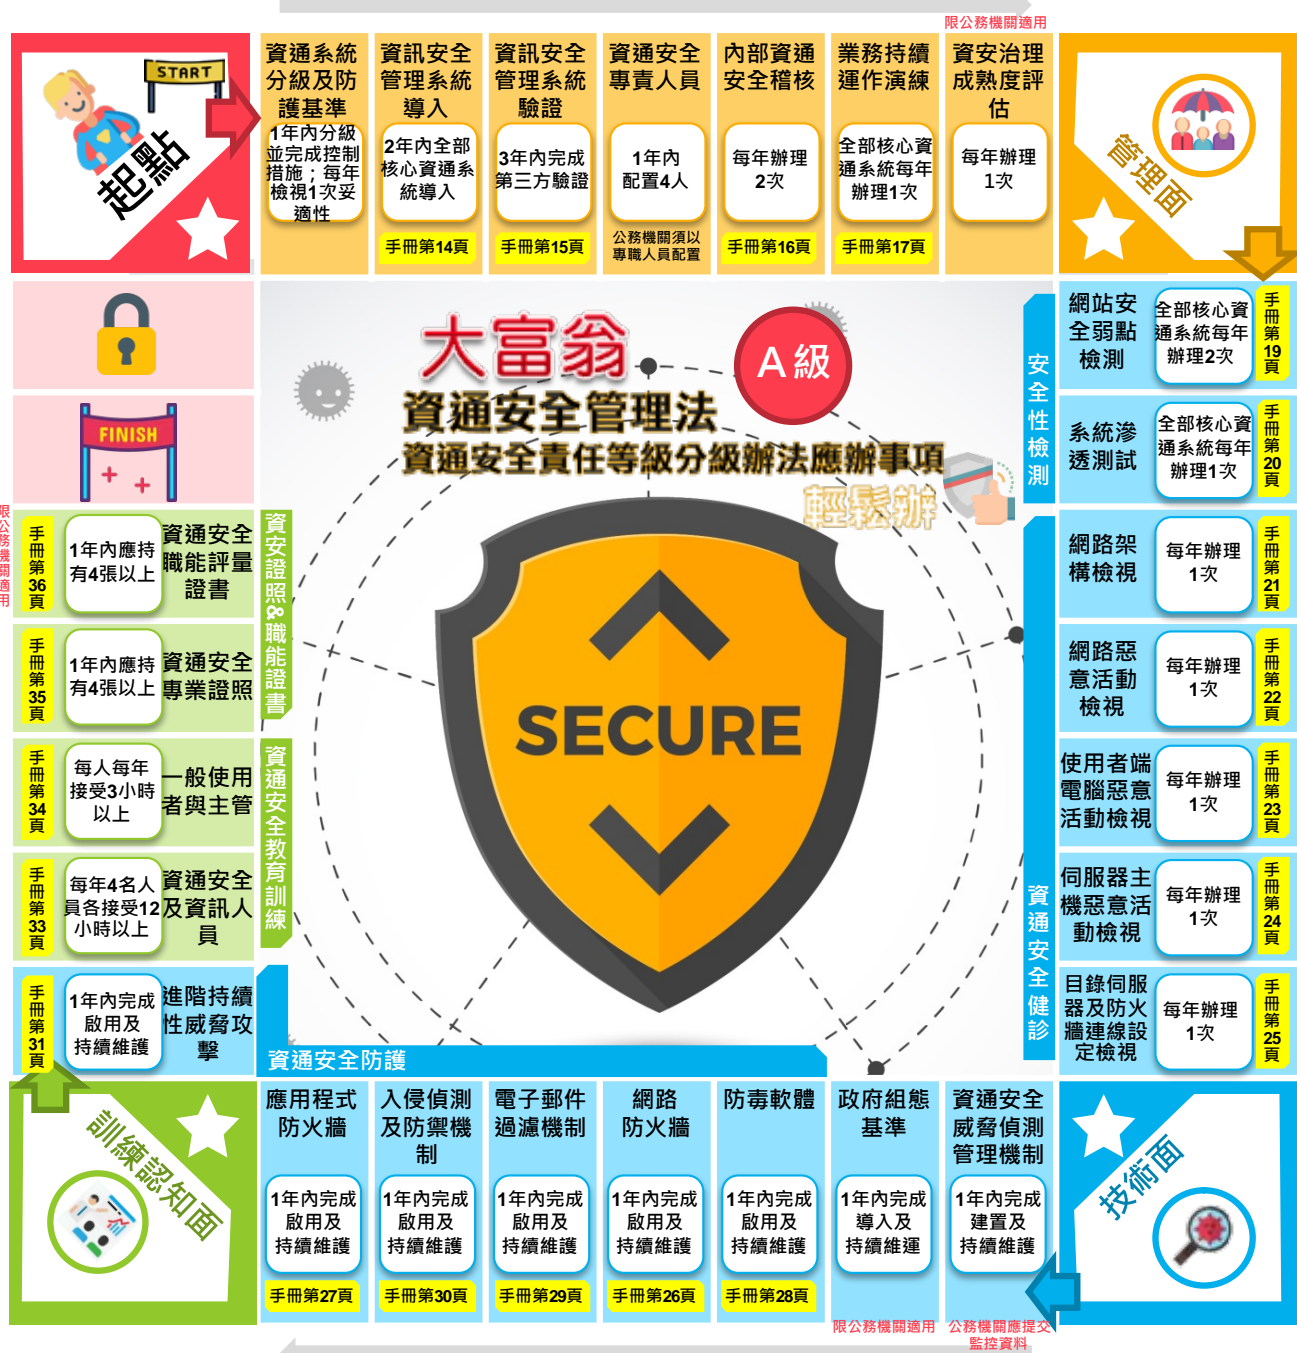 限公務機關適用
START
起點
資通系統
分級及防
護基準
1年內分級
並完成控制
措施；每年
檢視1次妥
適性
資訊安全
管理系統
導入
2年內全部
核心資通系
統導入
手冊第14頁
資訊安全
管理系統
驗證
3年內完成
第三方驗證
手冊第15頁
資通安全
專責人員
1年內
配置4人
公務機關須以
專職人員配置
內部資通
安全稽核
每年辦理
2次
手冊第16頁
業務持續
運作演練
全部核心資
通系統每年
辦理1次
手冊第17頁
資安治理
成熟度評
估
每年辦理
1次
管理面
安全性檢測
網站安
全弱點
檢測
全部核心資
通系統每年
辦理2次
手冊第19頁
系統滲
透測試
全部核心資
通系統每年
辦理1次
手冊第20頁
資通安全健診
網路架
構檢視
每年辦理
1次
手冊第21頁
網路惡
意活動
檢視
每年辦理
1次
手冊第22頁
使用者端
電腦惡意
活動檢視
每年辦理
1次
手冊第23頁
伺服器主
機惡意活
動檢視
每年辦理
1次
手冊第24頁
目錄伺服
器及防火
牆連線設
定檢視
每年辦理
1次
手冊第25頁
技術面
資通安全
威脅偵測
管理機制
1年內完成
建置及
持續維護
公務機關應提交
監控資料
政府組態
基準
1年內完成
導入及
持續維運
限公務機關適用
防毒軟體
1年內完成
啟用及
持續維護
手冊第28頁
網路
防火牆
1年內完成
啟用及
持續維護
手冊第26頁
電子郵件
過濾機制
1年內完成
啟用及
持續維護
手冊第29頁
入侵偵測
及防禦機
制
1年內完成
啟用及
持續維護
手冊第30頁
應用程式
防火牆
1年內完成
啟用及
持續維護
手冊第27頁
資通安全防護
訓練認知面
進階持續
性威脅攻
擊
1年內完成
啟用及
持續維護
手冊第31頁
資通安全教育訓練
資通安全
及資訊人
員
每年4名人
員各接受12
小時以上
手冊第33頁
一般使用
者與主管
每人每年
接受3小時
以上
手冊第34頁
資安證照&職能證書
資通安全
專業證照
1年內應持
有4張以上
手冊第35頁
資通安全
職能評量
證書
1年內應持
有4張以上
手冊第36頁
限公務機關適用
FINISH
大富翁
A級
資通安全管理法
資通安全責任等級分級辦法應辦事項
輕鬆辦
SECURE